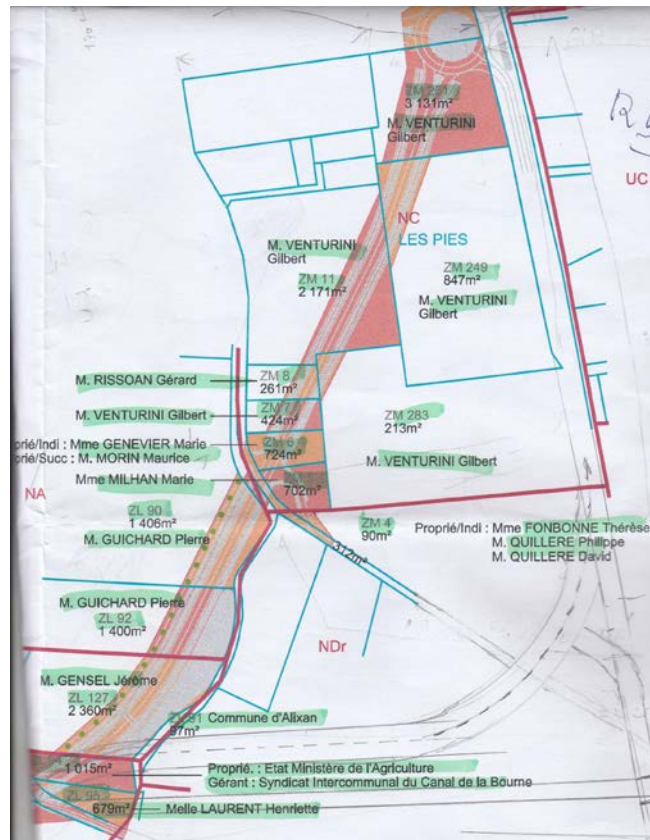 ZM 251
3 131m²
M. VENTURINI
Gilbert
UC
NC
LES PIES
M. VENTURINI
Gilbert
ZM 11
2 171m²
ZM 249
847m²
M. VENTURINI
Gilbert
M. RISSOAN Gérard
ZM 8
261m²
M. VENTURINI Gilbert
ZM 7
424m²
ZM 283
213m²
prié/Indi : Mme GENEVIER Marie
prié/Succ : M. MORIN Maurice
ZM 6
724m²
M. VENTURINI Gilbert
Mme MILHAN Marie
702m²
NA
ZL 90
1 406m²
M. GUICHARD Pierre
ZM 4
90m²
Proprié/Indi : Mme FONBONNE Thérèse
M. QUILLERE Philippe
M. QUILLERE David
312m²
M. GUICHARD Pierre
ZL 92
1 400m²
NDr
M. GENSEL Jérôme
ZL 127
2 360m²
ZL 91 Commune d'Alixan
97m²
1 015m²
Proprié. : Etat Ministère de l'Agriculture
Gérant : Syndicat Intercommunal du Canal de la Bourne
ZL 95
679m²
Melle LAURENT Henriette